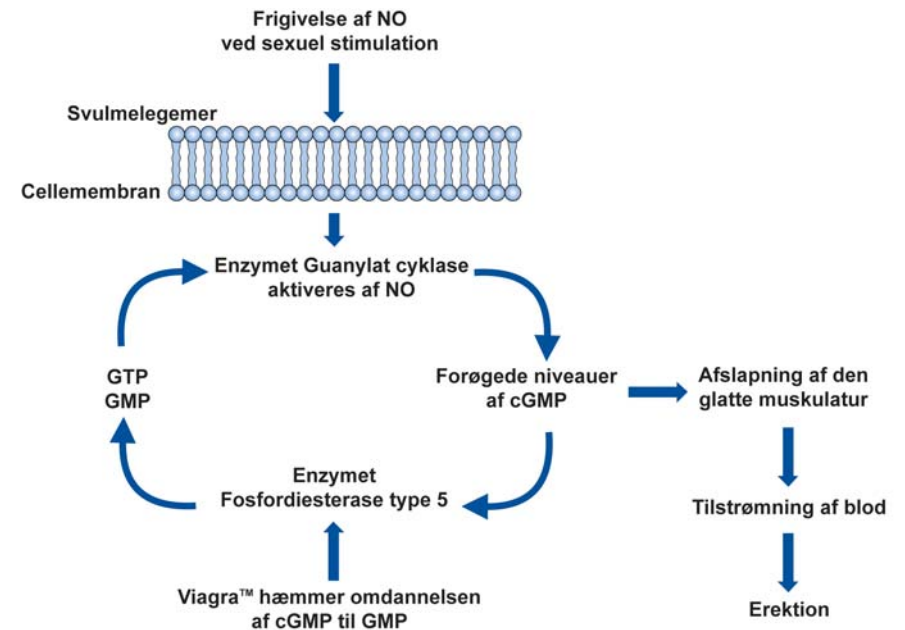 Frigivelse af NO
ved sexuel stimulation
Svulmelegemer
Cellemembran
Enzymet Guanylat cyklase
aktiveres af NO
GTP
GMP
Forøgede niveauer
af cGMP
Afslapning af den
glatte muskulatur
Enzymet
Fosfordiesterase type 5
Tilstrømning af blod
Viagra™ hæmmer omdannelsen
af cGMP til GMP
Erektion